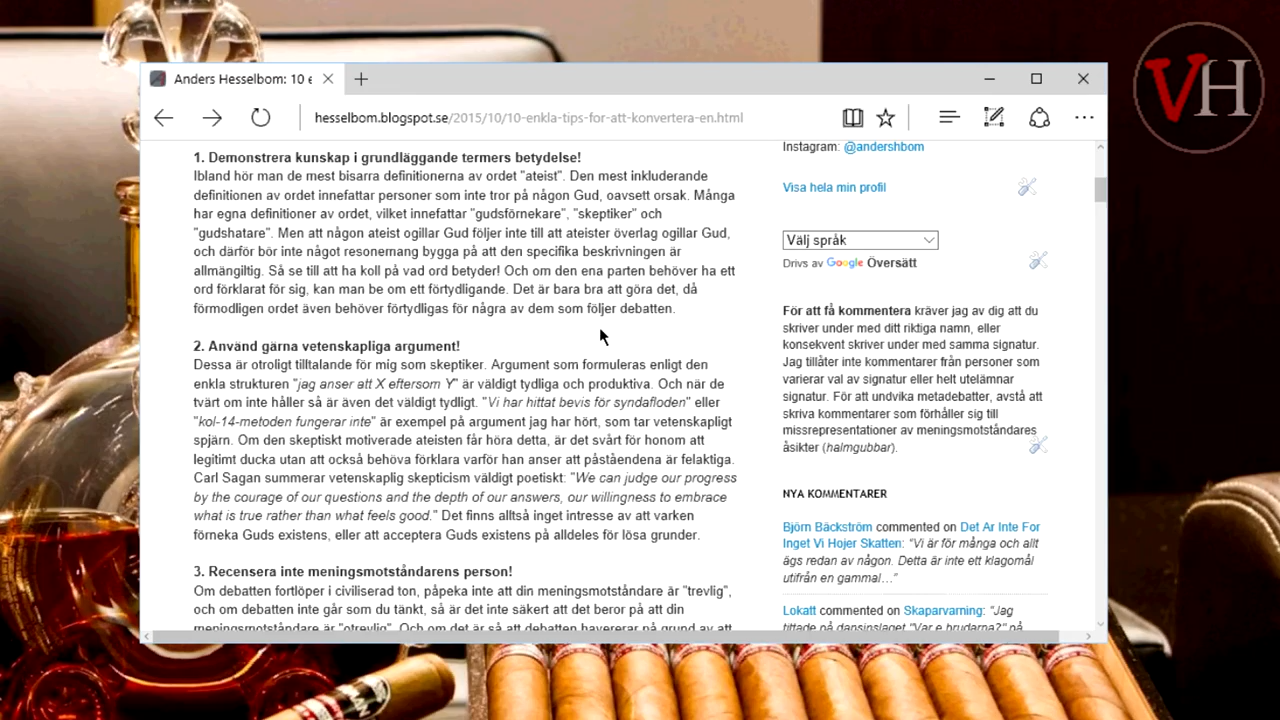 VH
Anders Hesselbom: 10 e
hesselbom.blogspot.se/2015/10/10-enkla-tips-for-att-konvertera-en.html
1. Demonstrera kunskap i grundläggande termers betydelse!
Ibland hör man de mest bisarra definitionerna av ordet "ateist". Den mest inkluderande
definitionen av ordet innefattar personer som inte tror på någon Gud, oavsett orsak. Många
har egna definitioner av ordet, vilket innefattar "gudsförnekare", "skeptiker" och
"gudshatare". Men att någon ateist ogillar Gud följer inte till att ateister överlag ogillar Gud,
och därför bör inte något resonemang bygga på att den specifika beskrivningen är
allmängiltig. Så se till att ha koll på vad ord betyder! Och om den ena parten behöver ha ett
ord förklarat för sig, kan man be om ett förtydligande. Det är bara bra att göra det, då
förmodligen ordet även behöver förtydligas för några av dem som följer debatten.
2. Använd gärna vetenskapliga argument!
Dessa är otroligt tilltalande för mig som skeptiker. Argument som formuleras enligt den
enkla strukturen "jag anser att X eftersom Y" är väldigt tydliga och produktiva. Och när de
tvärt om inte håller så är även det väldigt tydligt. "Vi har hittat bevis för syndafloden" eller
"kol-14-metoden fungerar inte" är exempel på argument jag har hört, som tar vetenskapligt
spjärn. Om den skeptiskt motiverade ateisten får höra detta, är det svårt för honom att
legitimt ducka utan att också behöva förklara varför han anser att påståendena är felaktiga.
Carl Sagan summerar vetenskaplig skepticism väldigt poetiskt: "We can judge our progress
by the courage of our questions and the depth of our answers, our willingness to embrace
what is true rather than what feels good." Det finns alltså inget intresse av att varken
förneka Guds existens, eller att acceptera Guds existens på alldeles för lösa grunder.
3. Recensera inte meningsmotståndarens person!
Om debatten fortlöper i civiliserad ton, påpeka inte att din meningsmotståndare är "trevlig",
och om debatten inte går som du tänkt, så är det inte säkert att det beror på att din
meningsmotståndare är "otrevlig". Och om det är så att debatten havererar på grund av att
Instagram: @andershbom
Visa hela min profil
Välj språk
Drivs av Google Översätt
För att få kommentera kräver jag av dig att du
skriver under med ditt riktiga namn, eller
konsekvent skriver under med samma signatur.
Jag tillåter inte kommentarer från personer som
varierar val av signatur eller helt utelämnar
signatur. För att undvika metadebatter, avstå att
skriva kommentarer som förhåller sig till
missrepresentationer av meningsmotståndares
åsikter (halmgubbar).
NYA KOMMENTARER
Björn Bäckström commented on Det Ar Inte For
Inget Vi Hojer Skatten: "Vi är för många och allt
ägs redan av någon. Detta är inte ett klagomål
utifrån en gammal…"
Lokatt commented on Skaparvarning: "Jag
tittade på dansinslaget "Var e brudarna?" på